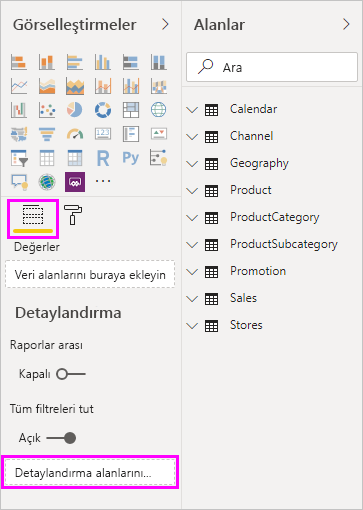 Görselleştirmeler
R
Py
123
Değerler
Veri alanlarını buraya ekleyin
Detaylandırma
Raporlar arası
Kapalı
Tüm filtreleri tut
Açık
Detaylandırma alanlarını...
Alanlar
Ara
Calendar
Channel
Geography
Product
ProductCategory
ProductSubcategory
Promotion
Sales
Stores